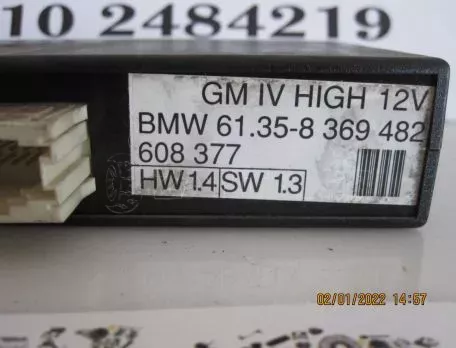 10 2484719
GM IV HIGH 12V
BMW 61.35-8 369 482
608 377
HW 1.4 SW 1.3
02/01/2022 14:57